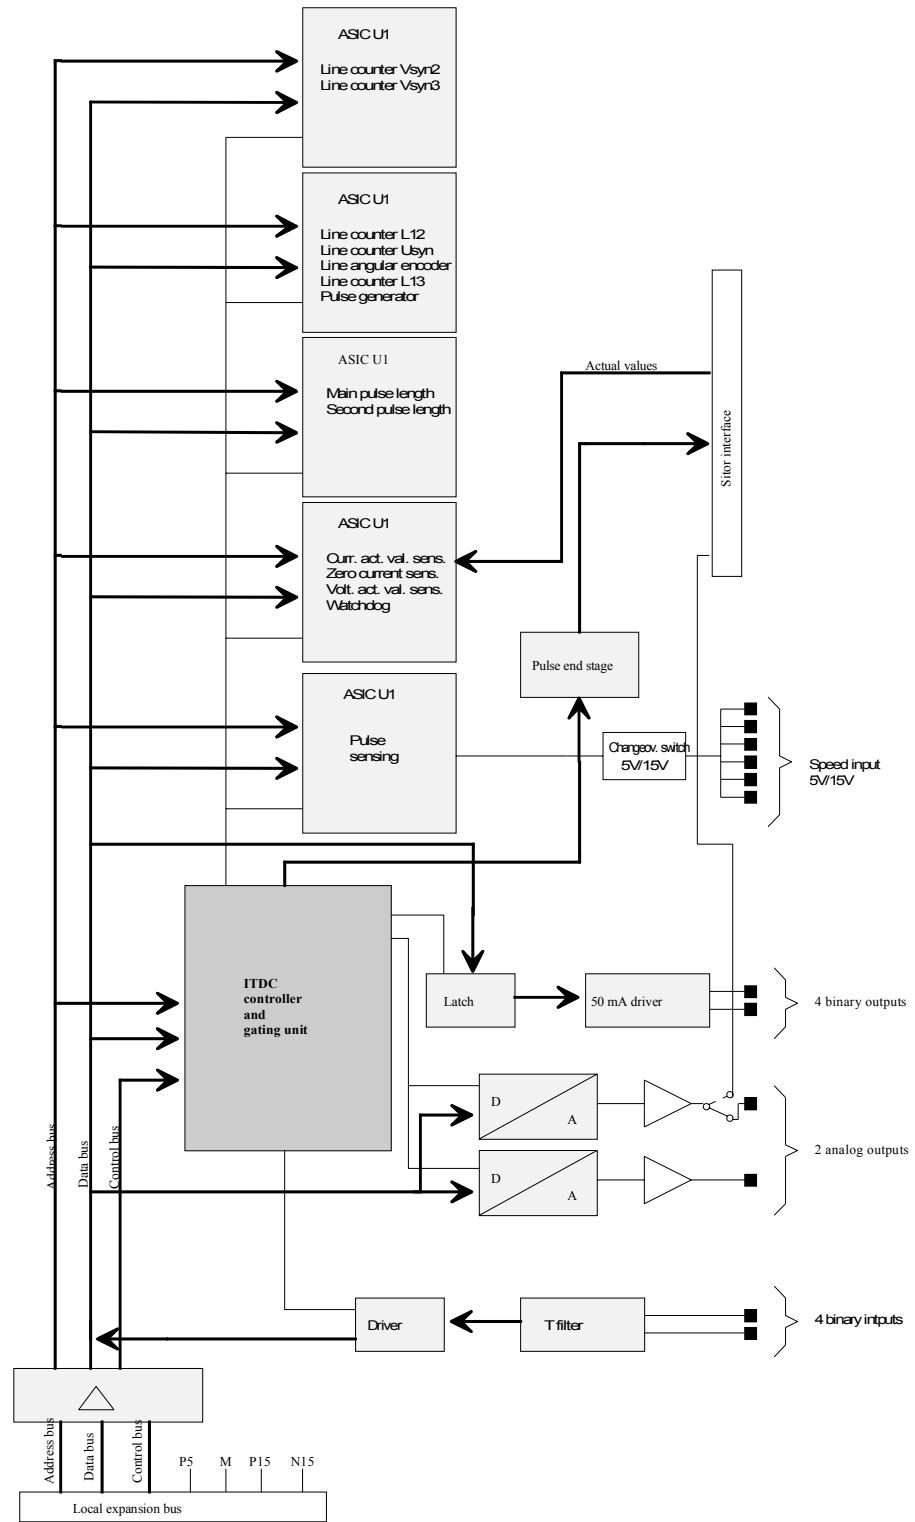 ASIC U1
Line counter Vsyn2
Line counter Vsyn3
ASIC U1
Line counter L12
Line counter Usyn
Line angular encoder
Line counter L13
Pulse generator
ASIC U1
Main pulse length
Second pulse length
Actual values
Sitor interface
ASIC U1
Curr. act. val. sens.
Zero current sens.
Volt. act. val. sens.
Watchdog
Pulse end stage
ASIC U1
Pulse
sensing
Changeov. switch
5V/15V
Speed input
5V/15V
ITDC
controller
and
gating unit
Latch
50 mA driver
4 binary outputs
D
A
2 analog outputs
D
A
Address bus
Data bus
Control bus
Driver
T filter
4 binary intputs
Address bus
Data bus
Control bus
P5
M
P15
N15
Local expansion bus